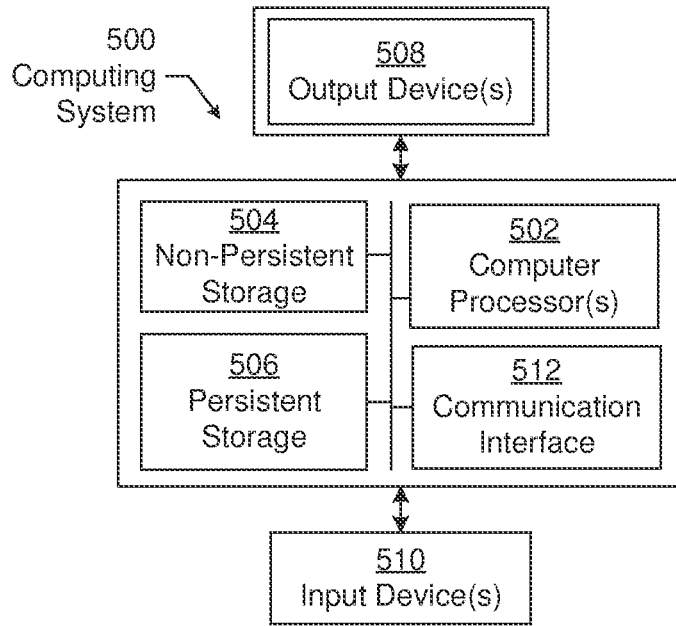 500
Computing
System
508
Output Device(s)
504
Non-Persistent
Storage
502
Computer
Processor(s)
506
Persistent
Storage
512
Communication
Interface
510
Input Device(s)